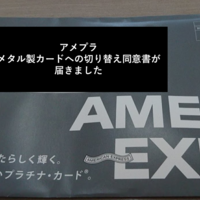 アメプラ
メタル製カードへの切り替え同意書が
届きました
AME
AMERICAN EXPRESS
EX
たらしく輝く。
プラチナ・カード®。